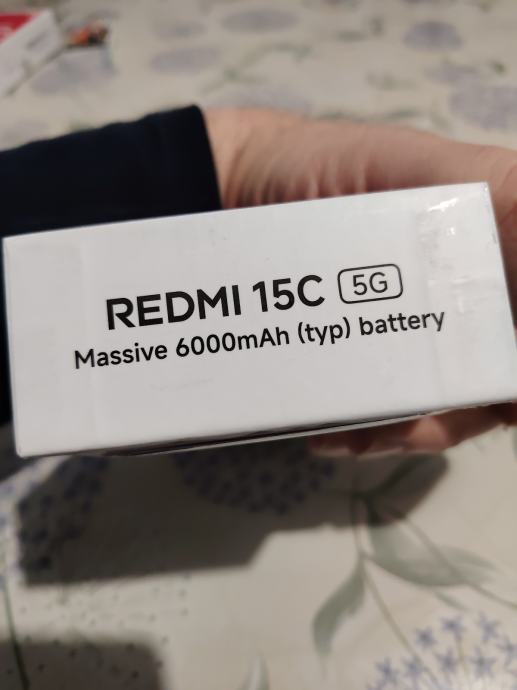 REDMI 15C 5G
Massive 6000mAh (typ) battery